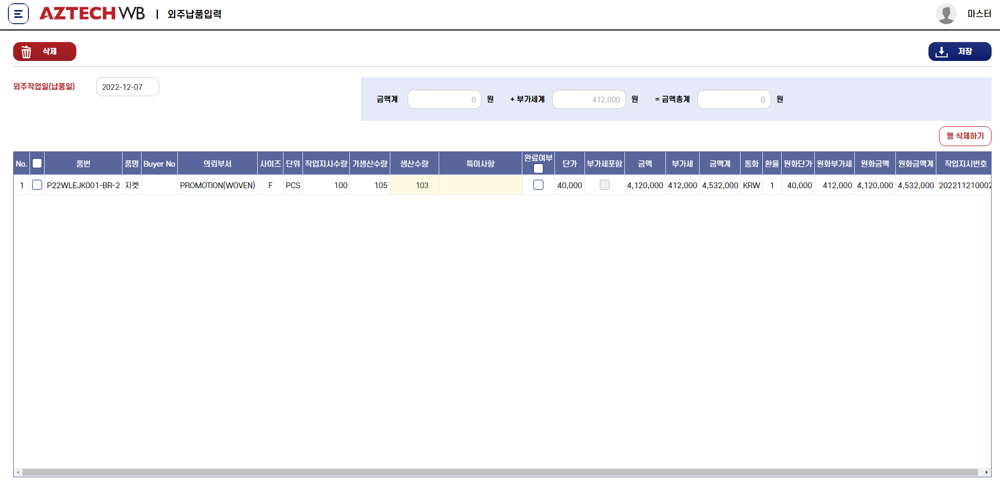 AZTECH WB | 외주납품입력
마스터
삭제
저장
외주작업일(납품일) 2022-12-07
금액계 0 원 + 부가세계 412,000 원 = 금액총계 0 원
행 삭제하기
No. 품번 품명 Buyer No 의뢰부서 사이즈 단위 작업지시수량 기생산수량 생산수량 특이사항 완료여부 단가 부가세포함 금액 부가세 금액계 통화 환율 원화단가 원화부가세 원화금액 원화금액계 작업지시번호
1 P22WLEJK001-BR-2 자켓 PROMOTION(WOVEN) F PCS 100 105 103 40,000 4,120,000 412,000 4,532,000 KRW 1 40,000 412,000 4,120,000 4,532,000 202211210002